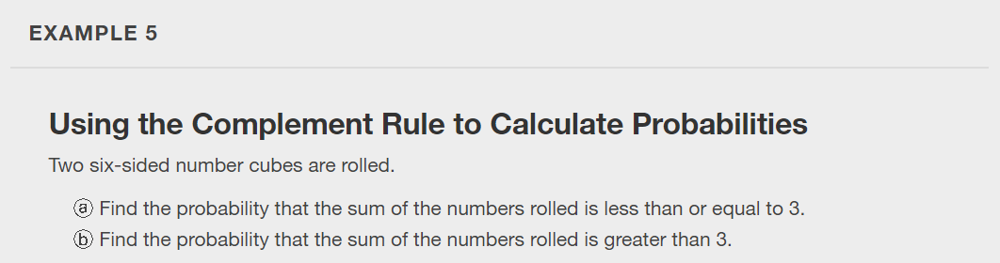 EXAMPLE 5
Using the Complement Rule to Calculate Probabilities
Two six-sided number cubes are rolled.
ⓐ Find the probability that the sum of the numbers rolled is less than or equal to 3.
ⓑ Find the probability that the sum of the numbers rolled is greater than 3.